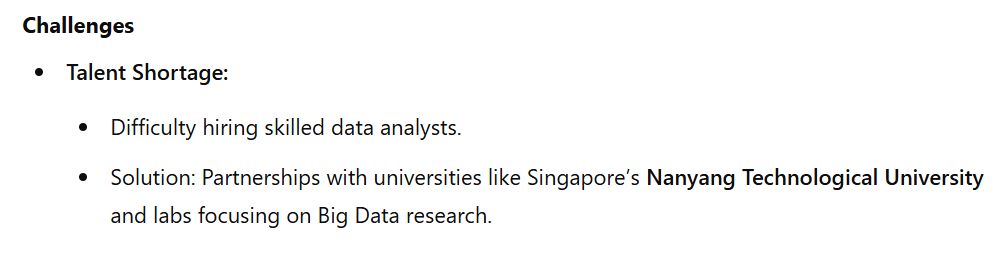 Challenges
• Talent Shortage:
• Difficulty hiring skilled data analysts.
• Solution: Partnerships with universities like Singapore’s Nanyang Technological University
and labs focusing on Big Data research.